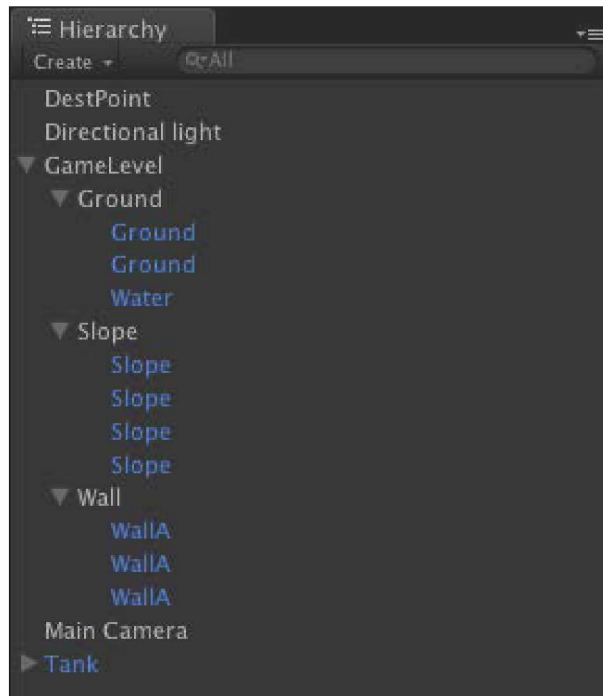 Hierarchy
Create All
DestPoint
Directional light
GameLevel
Ground
Ground
Ground
Water
Slope
Slope
Slope
Slope
Slope
Wall
WallA
WallA
WallA
Main Camera
Tank